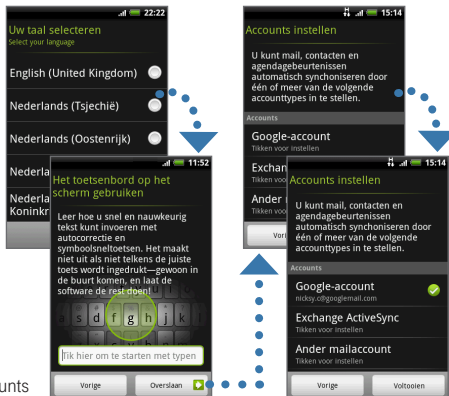 22:22
Uw taal selecteren
Select your language
English (United Kingdom)
Nederlands (Tsjechië)
Nederlands (Oostenrijk)
Nederla
Nederla
Koninkr
11:52
Het toetsenbord op het
scherm gebruiken
Leer hoe u snel en nauwkeurig
tekst kunt invoeren met
autocorrectie en
symboolsneltoetsen. Het maakt
niet uit als niet telkens de juiste
toets wordt ingedrukt—gewoon in
de buurt komen, en laat de
software de rest doen!
a s d f g h j k l
Tik hier om te starten met typen
Vorige Overslaan
unts
15:14
Accounts instellen
U kunt mail, contacten en
agendagebeurtenissen
automatisch synchoniseren door
één of meer van de volgende
accounttypes in te stellen.
Accounts
Google-account
Tikken voor instellen
Exchan
Tikken voo
Ander
Tikken voo
Vori
15:14
Accounts instellen
U kunt mail, contacten en
agendagebeurtenissen
automatisch synchoniseren door
één of meer van de volgende
accounttypes in te stellen.
Accounts
Google-account
nicksy.c@googlemail.com
Exchange ActiveSync
Tikken voor instellen
Ander mailaccount
Tikken voor instellen
Vorige Voltooien